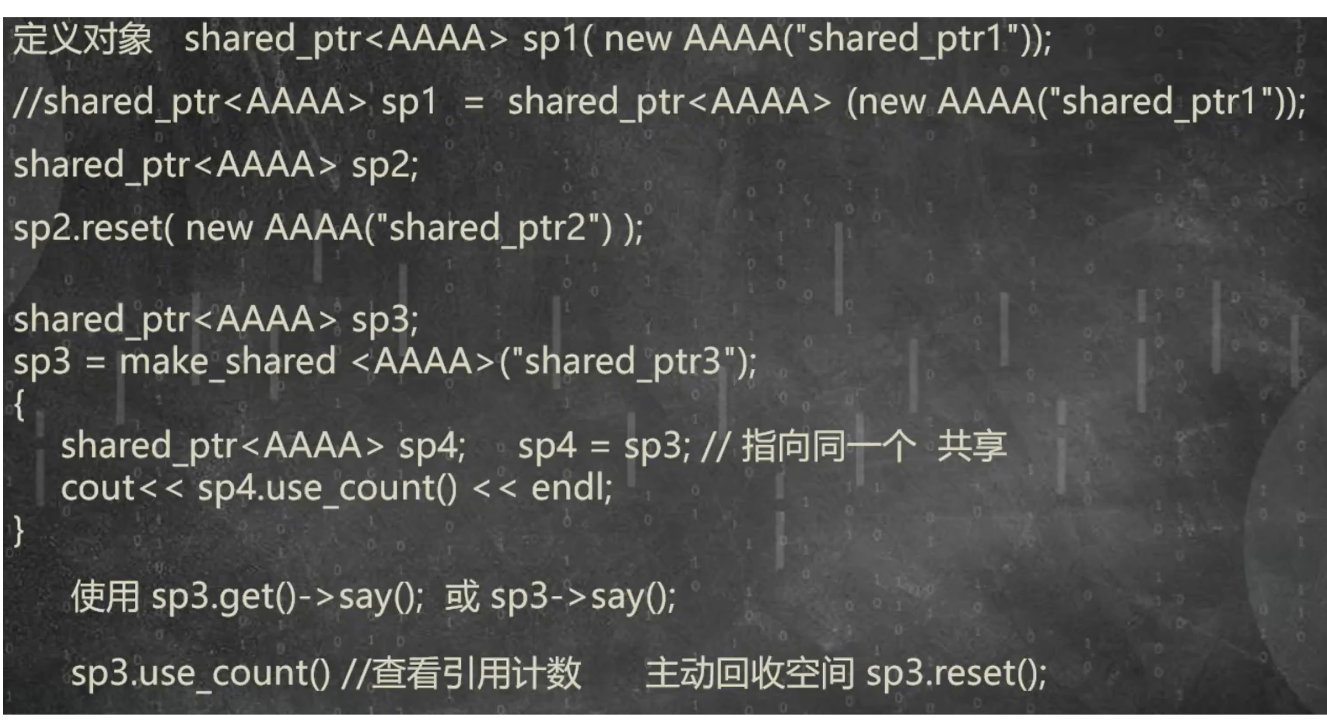 定义对象 shared_ptr<AAAA> sp1( new AAAA("shared_ptr1"));
//shared_ptr<AAAA> sp1 = shared_ptr<AAAA> (new AAAA("shared_ptr1"));
shared_ptr<AAAA> sp2;
sp2.reset( new AAAA("shared_ptr2") );
shared_ptr<AAAA> sp3;
sp3 = make_shared <AAAA>("shared_ptr3");
{
shared_ptr<AAAA> sp4; sp4 = sp3; // 指向同一个 共享
cout<< sp4.use_count() << endl;
}
使用 sp3.get()->say(); 或 sp3->say();
sp3.use_count() //查看引用计数 主动回收空间 sp3.reset();